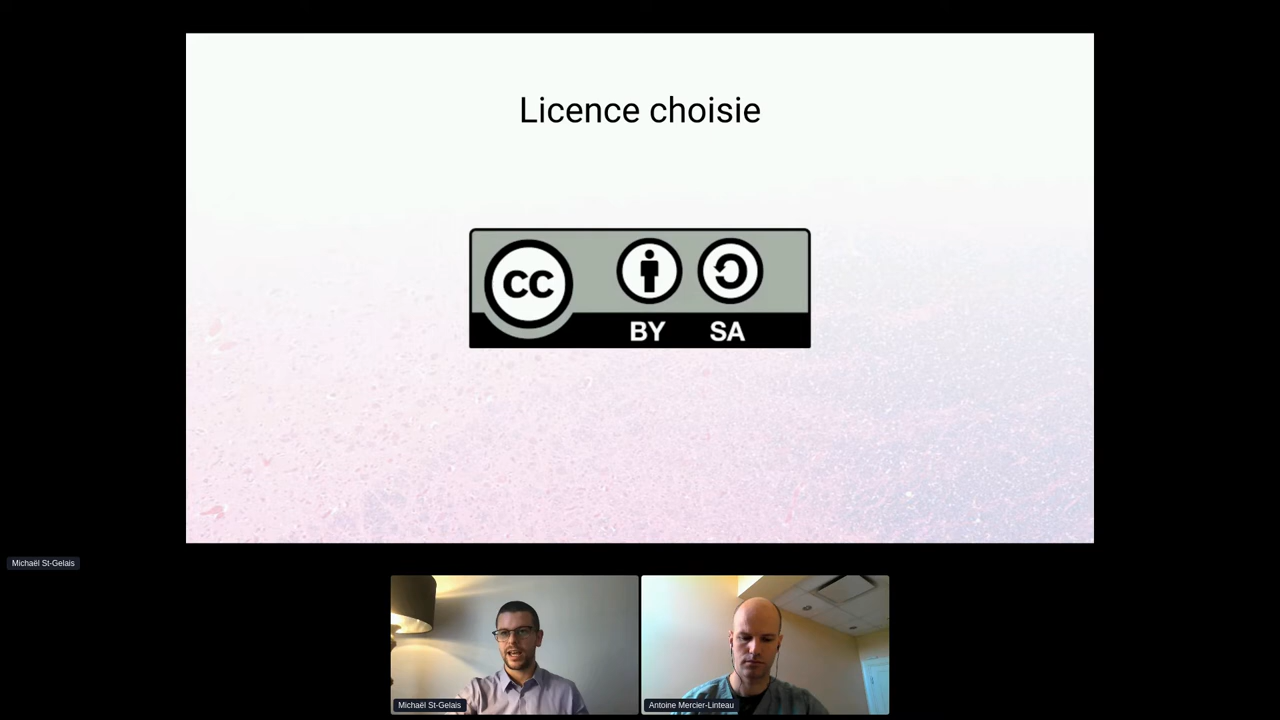 Licence choisie
CC
BY SA
Michaël St-Gelais
Michaël St-Gelais
Antoine Mercier-Linteau